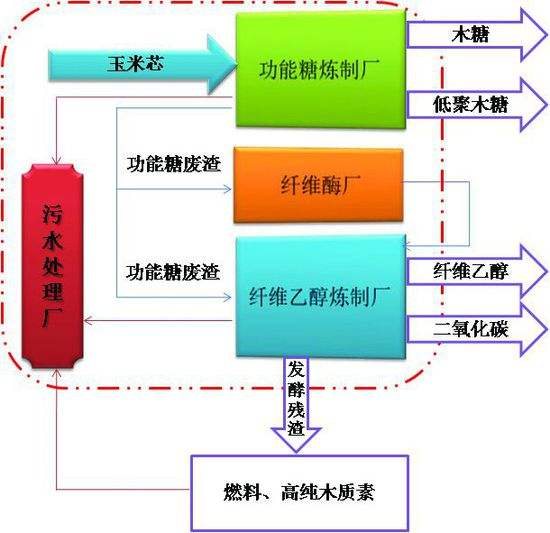 木糖
玉米芯
功能糖炼制厂
低聚木糖
功能糖废渣
纤维酶厂
污水处理厂
功能糖废渣
纤维乙醇
纤维乙醇炼制厂
二氧化碳
发酵残渣
燃料、高纯木质素